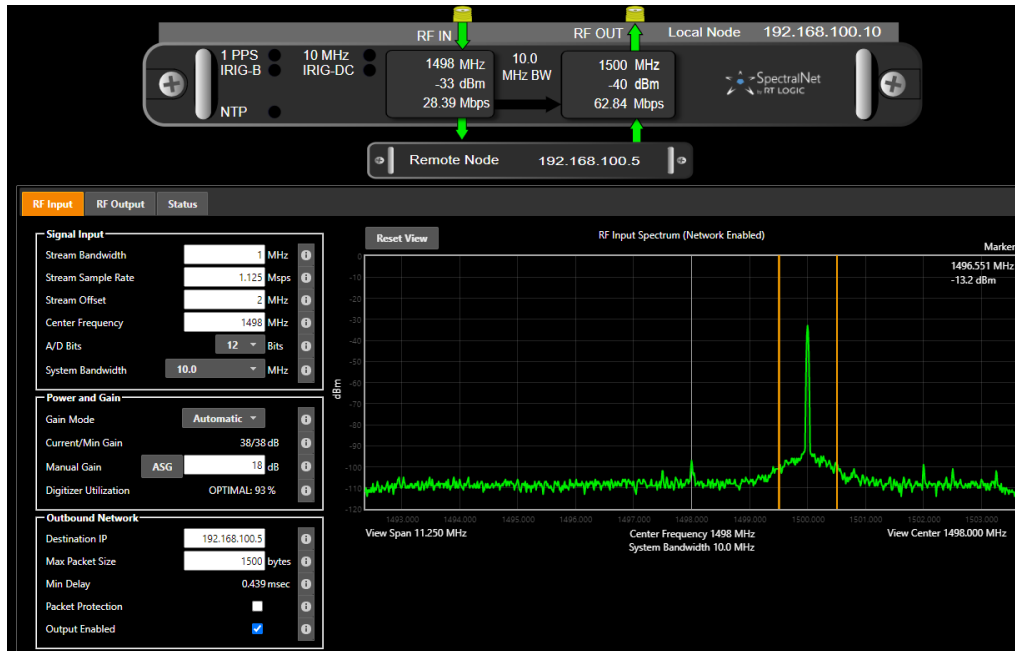 RF IN
RF OUT
Local Node 192.168.100.10
1 PPS
IRIG-B
10 MHz
IRIG-DC
NTP
1498 MHz
-33 dBm
28.39 Mbps
10.0
MHz BW
1500 MHz
-40 dBm
62.84 Mbps
SpectralNet
by RT LOGIC
Remote Node 192.168.100.5
RF Input RF Output Status
Signal Input
Stream Bandwidth 1 MHz
Stream Sample Rate 1.125 Msps
Stream Offset 2 MHz
Center Frequency 1498 MHz
A/D Bits 12 Bits
System Bandwidth 10.0 MHz
Power and Gain
Gain Mode Automatic
Current/Min Gain 38/38 dB
Manual Gain ASG 18 dB
Digitizer Utilization OPTIMAL: 93 %
Outbound Network
Destination IP 192.168.100.5
Max Packet Size 1500 bytes
Min Delay 0.439 msec
Packet Protection
Output Enabled
Reset View
RF Input Spectrum (Network Enabled)
Marker
1496.551 MHz
-13.2 dBm
dBm
0
-10
-20
-30
-40
-50
-60
-70
-80
-90
-100
-110
-120
1493.000 1494.000 1495.000 1496.000 1497.000 1498.000 1499.000 1500.000 1501.000 1502.000 1503.000
View Span 11.250 MHz
Center Frequency 1498 MHz
System Bandwidth 10.0 MHz
View Center 1498.000 MHz